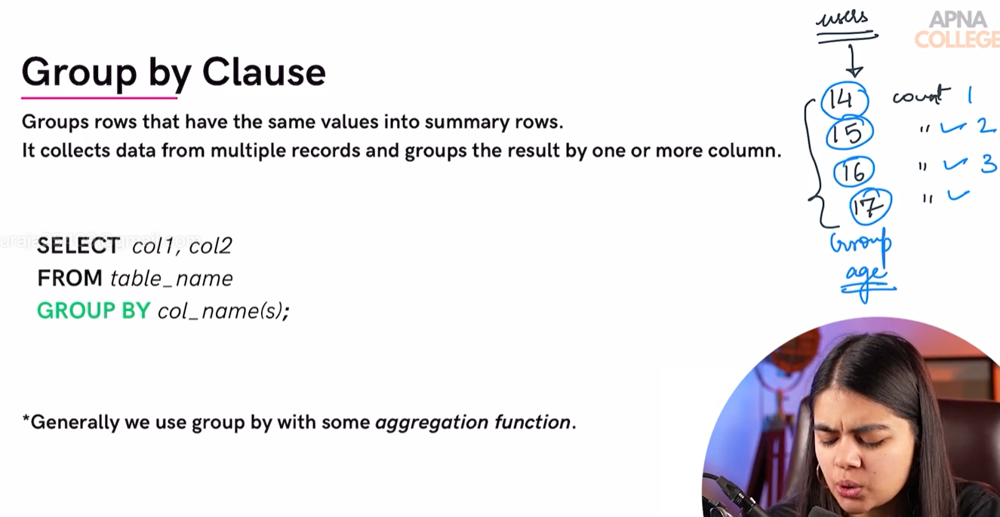 users
APNA
COLLEGE
Group by Clause
14 count 1
Groups rows that have the same values into summary rows.
15 " ✓ 2
It collects data from multiple records and groups the result by one or more column.
16 " ✓ 3
17 " ✓
Group
age
SELECT col1, col2
FROM table_name
GROUP BY col_name(s);
*Generally we use group by with some aggregation function.